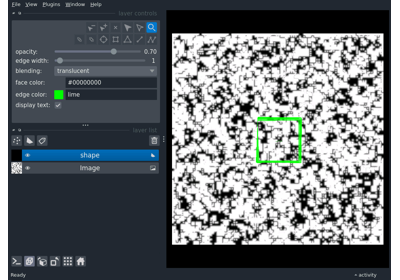 File View Plugins Window Help
layer controls
opacity: 0.70
edge width: 1
blending: translucent
face color: #00000000
edge color: lime
display text:
layer list
shape
Image
Ready
activity